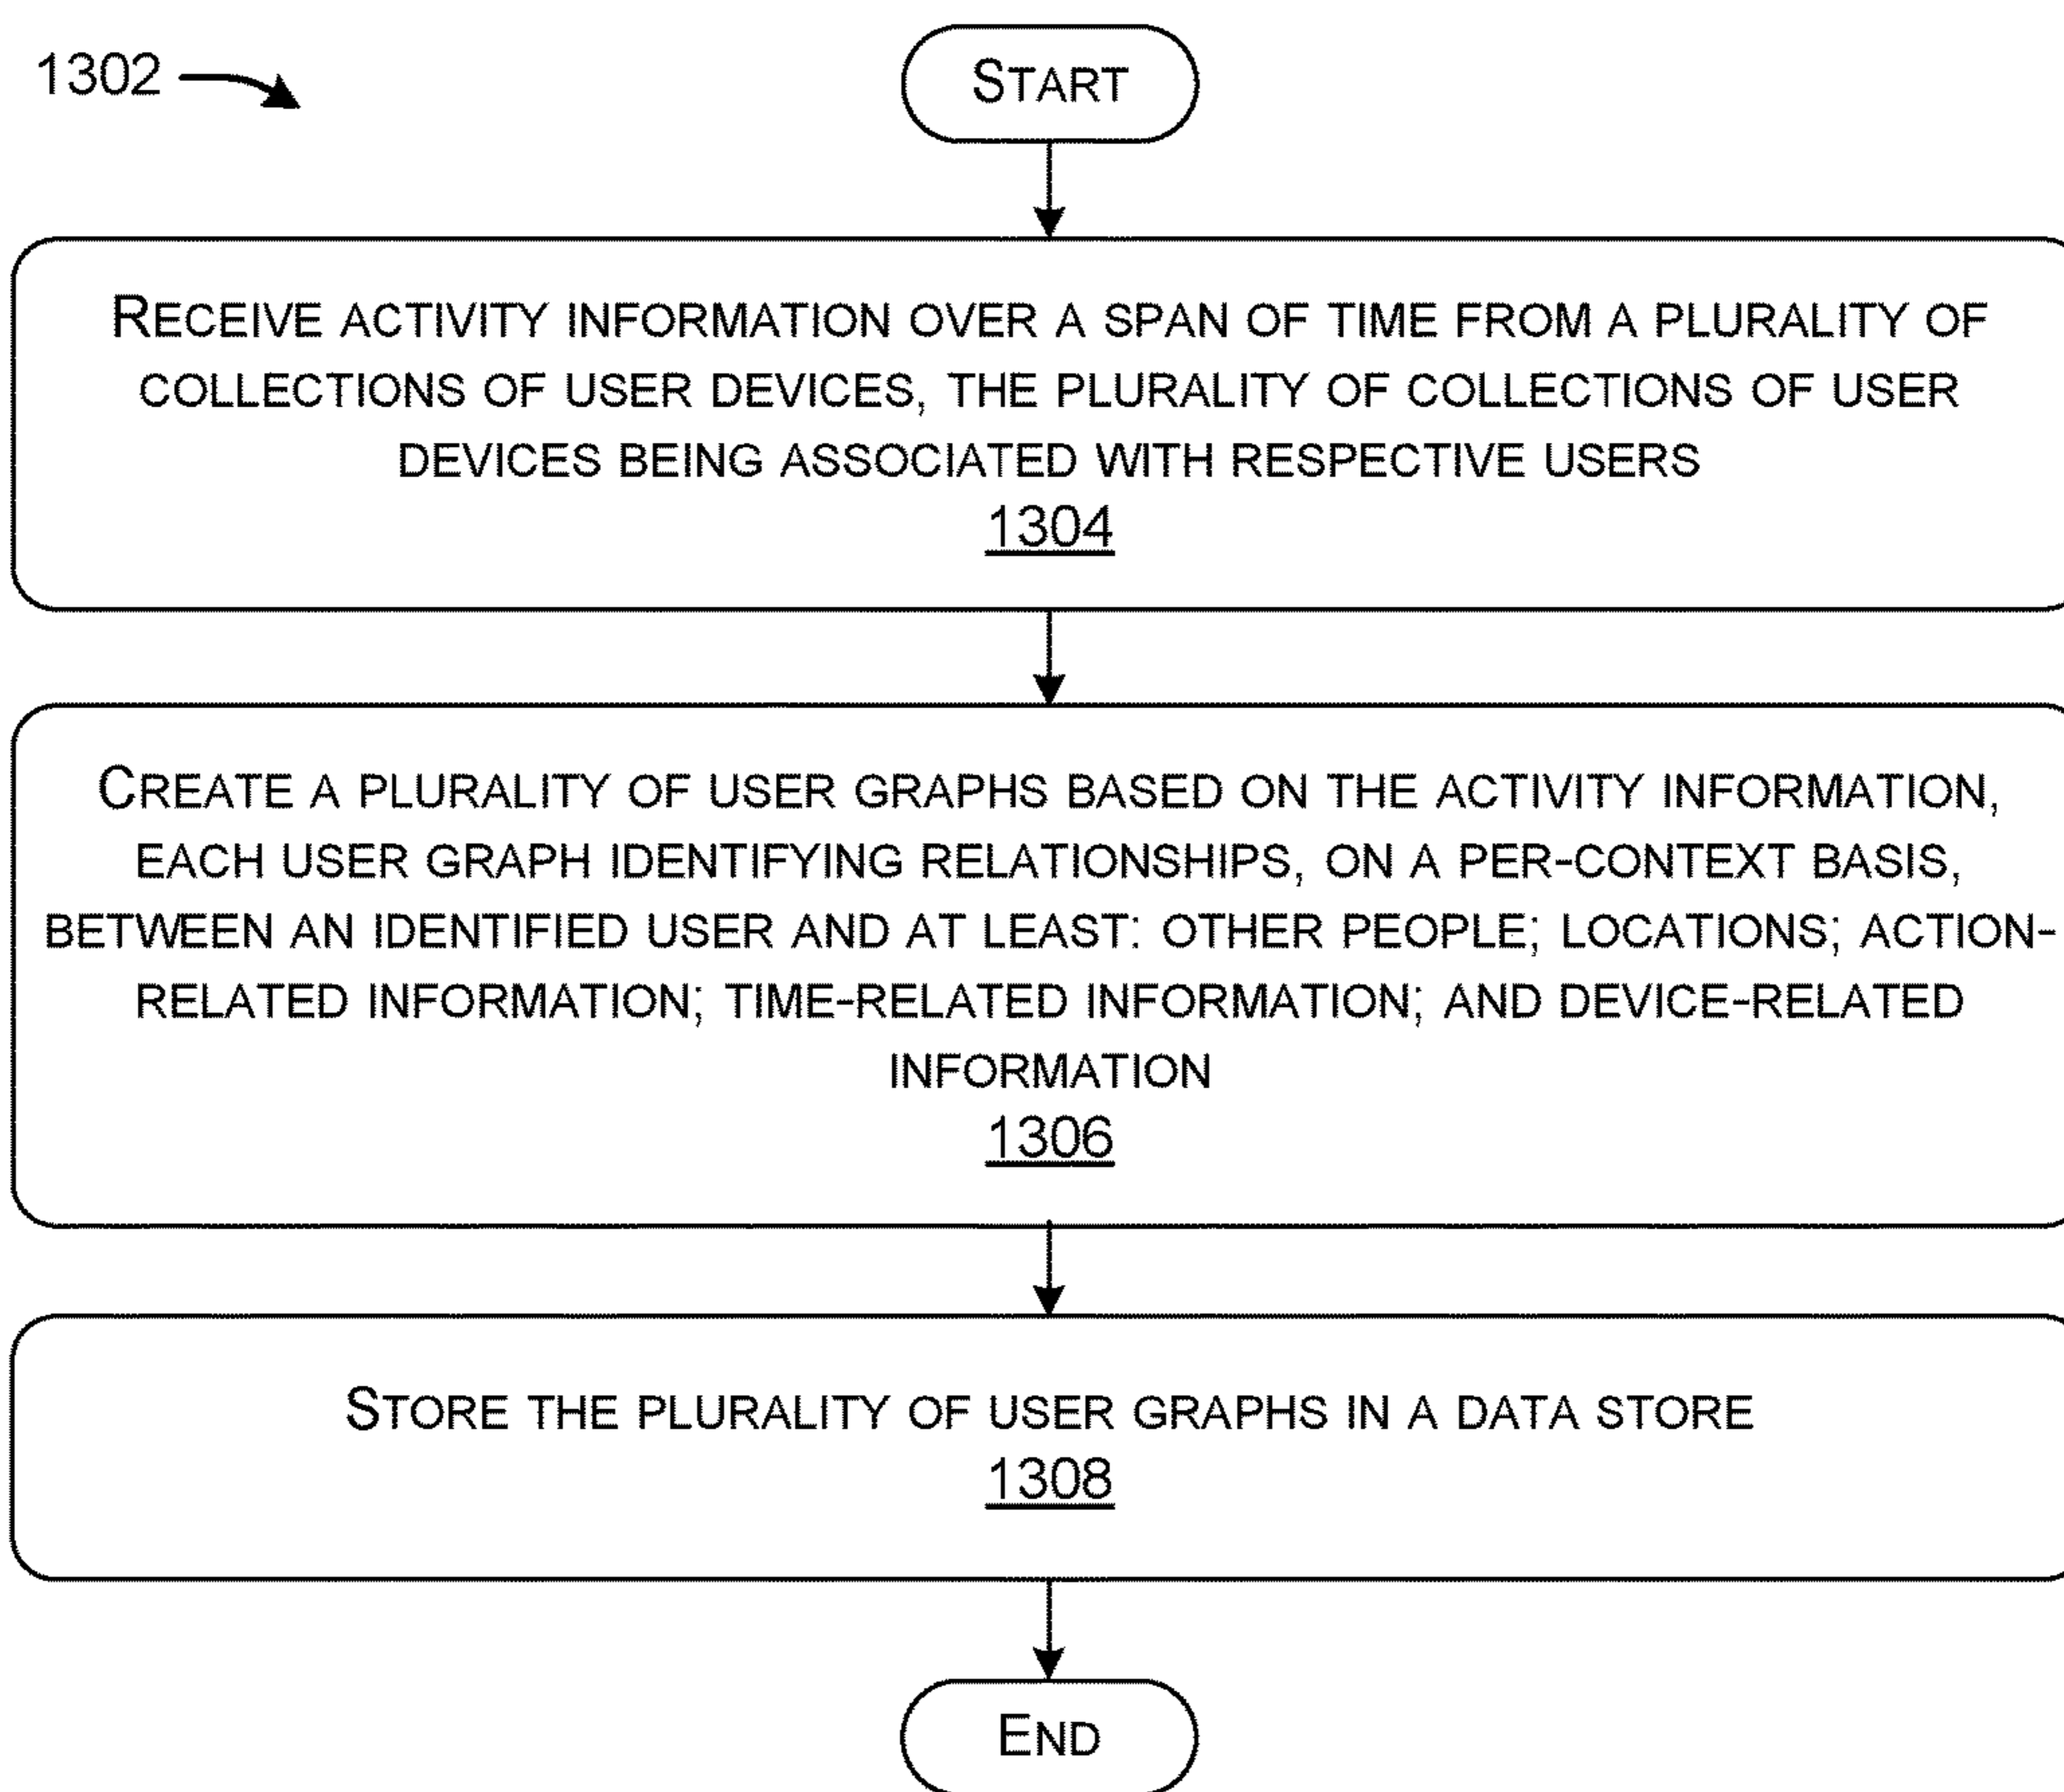 1302
START
RECEIVE ACTIVITY INFORMATION OVER A SPAN OF TIME FROM A PLURALITY OF
COLLECTIONS OF USER DEVICES, THE PLURALITY OF COLLECTIONS OF USER
DEVICES BEING ASSOCIATED WITH RESPECTIVE USERS
1304
CREATE A PLURALITY OF USER GRAPHS BASED ON THE ACTIVITY INFORMATION,
EACH USER GRAPH IDENTIFYING RELATIONSHIPS, ON A PER-CONTEXT BASIS,
BETWEEN AN IDENTIFIED USER AND AT LEAST: OTHER PEOPLE; LOCATIONS; ACTION-
RELATED INFORMATION; TIME-RELATED INFORMATION; AND DEVICE-RELATED
INFORMATION
1306
STORE THE PLURALITY OF USER GRAPHS IN A DATA STORE
1308
END